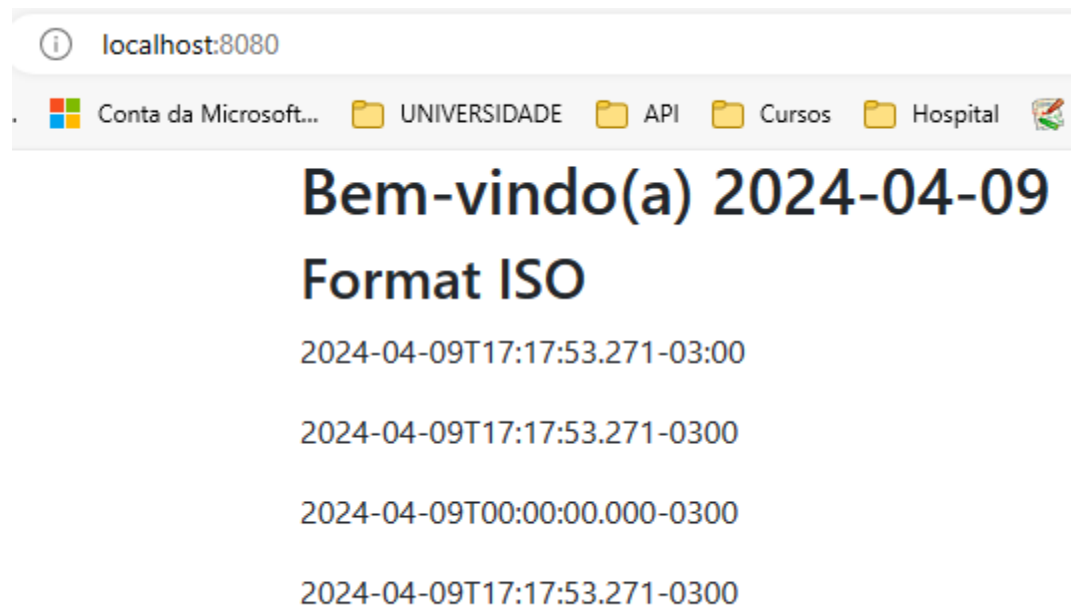 localhost:8080
. Conta da Microsoft... UNIVERSIDADE API Cursos Hospital
Bem-vindo(a) 2024-04-09
Format ISO
2024-04-09T17:17:53.271-03:00
2024-04-09T17:17:53.271-0300
2024-04-09T00:00:00.000-0300
2024-04-09T17:17:53.271-0300